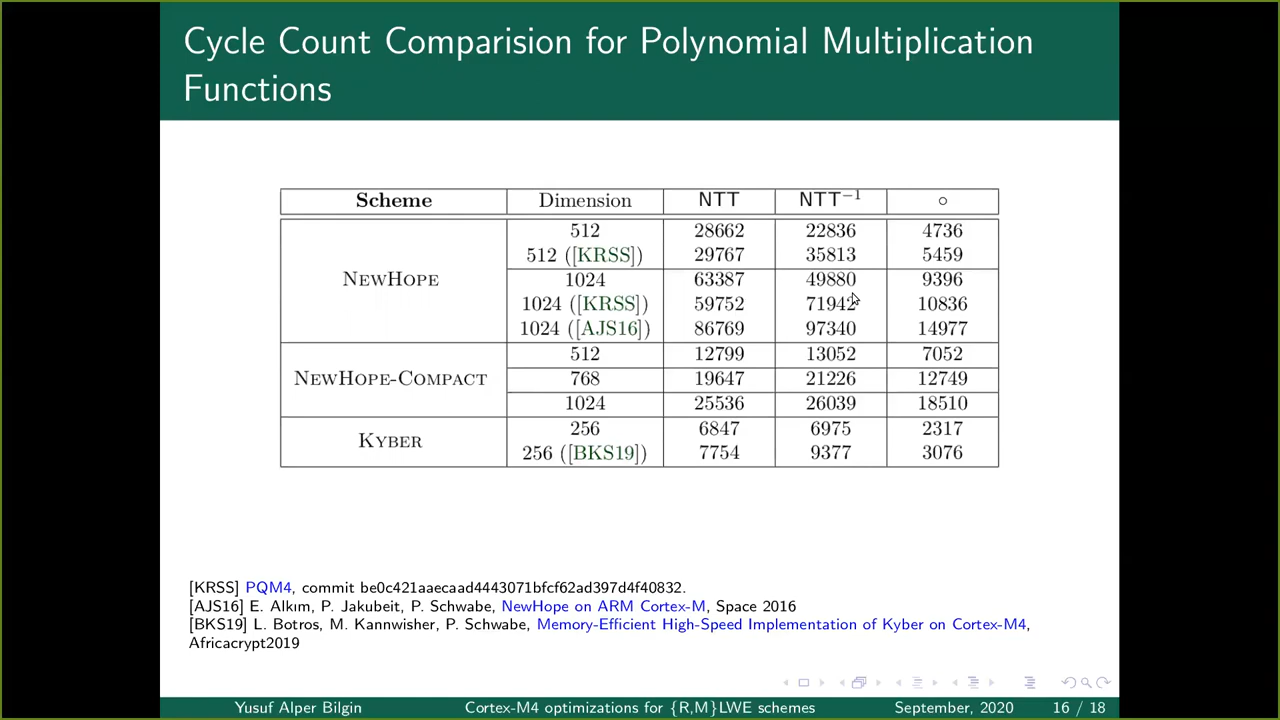 Cycle Count Comparision for Polynomial Multiplication
Functions
Scheme Dimension NTT NTT⁻¹ ∘
NewHope 512 28662 22836 4736
512 ([KRSS]) 29767 35813 5459
1024 63387 49880 9396
1024 ([KRSS]) 59752 71942 10836
1024 ([AJS16]) 86769 97340 14977
NewHope-Compact 512 12799 13052 7052
768 19647 21226 12749
1024 25536 26039 18510
Kyber 256 6847 6975 2317
256 ([BKS19]) 7754 9377 3076
[KRSS] PQM4, commit be0c421aaecaad4443071bfcf62ad397d4f40832.
[AJS16] E. Alkım, P. Jakubeit, P. Schwabe, NewHope on ARM Cortex-M, Space 2016
[BKS19] L. Botros, M. Kannwisher, P. Schwabe, Memory-Efficient High-Speed Implementation of Kyber on Cortex-M4,
Africacrypt2019
Yusuf Alper Bilgin Cortex-M4 optimizations for {R,M}LWE schemes September, 2020 16 / 18